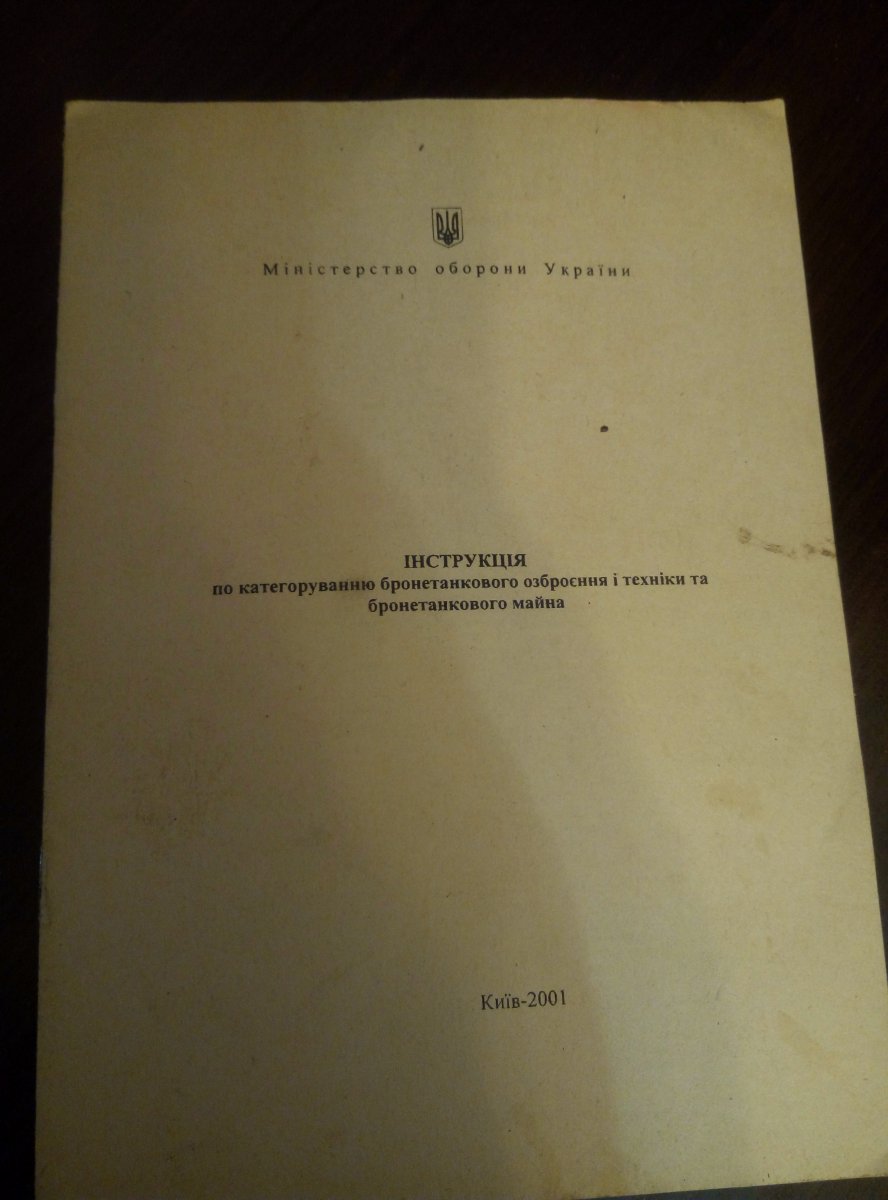 Міністерство оборони України
ІНСТРУКЦІЯ
по категоруванню бронетанкового озброєння і техніки та
бронетанкового майна
Київ-2001